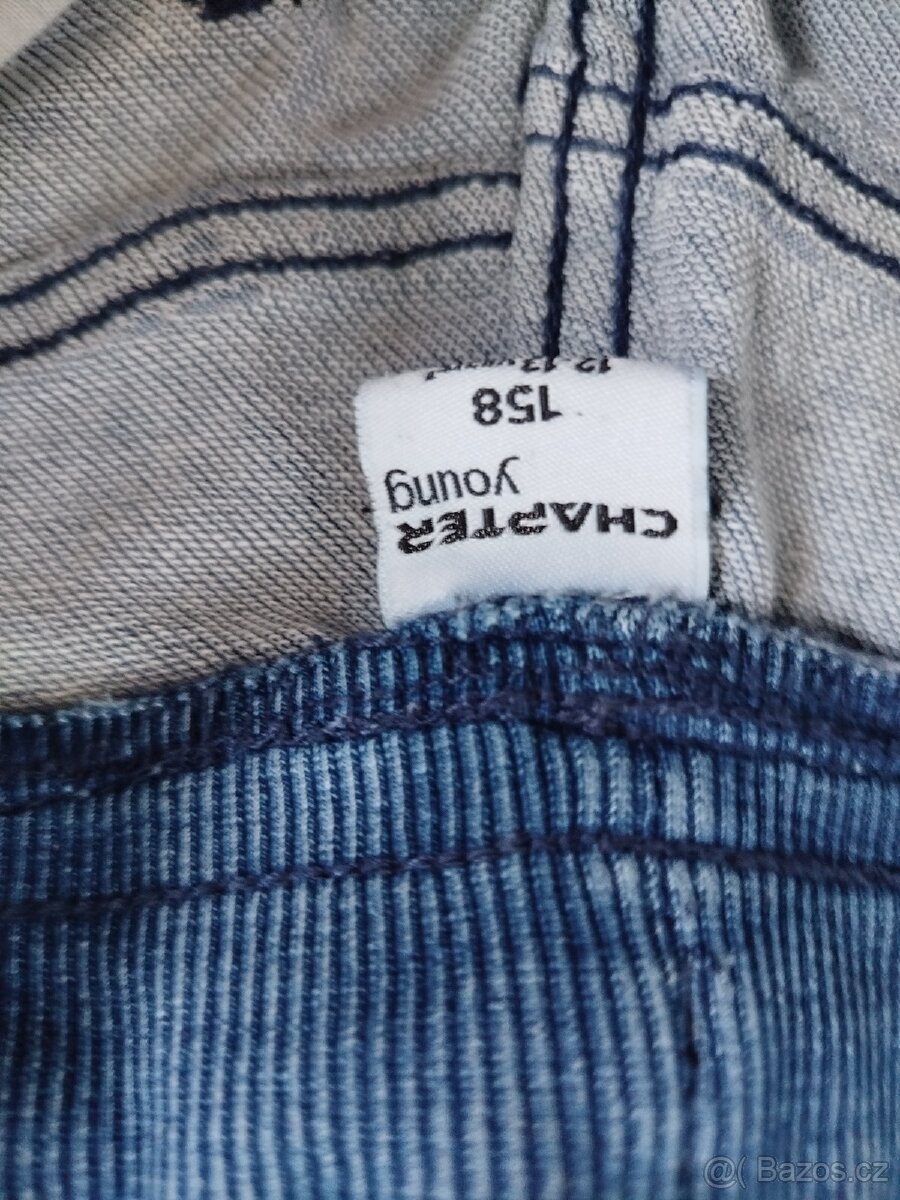 CHAPTER
young
158
@( Bazos.cz